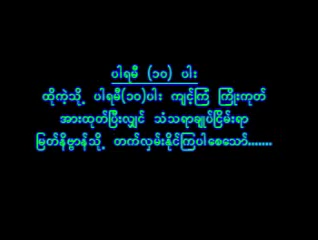 ပါရမီ (၁၀) ပါး
ထိုကဲ့သို့ ပါရမီ(၁၀)ပါး ကျင့်ကြံ ကြိုးကုတ်
အားထုတ်ပြီးလျှင် သံသရာချုပ်ငြိမ်းရာ
မြတ်နိဗ္ဗာန်သို့ တက်လှမ်းနိုင်ကြပါစေသော်.......